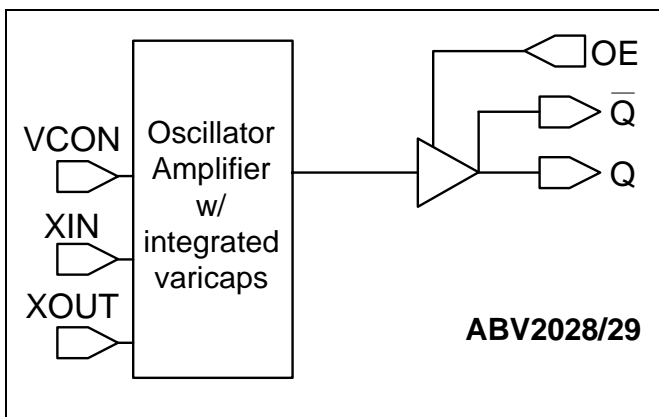 OE
Q̅
VCON
Oscillator
Amplifier
w/
integrated
varicaps
Q
XIN
XOUT
ABV2028/29